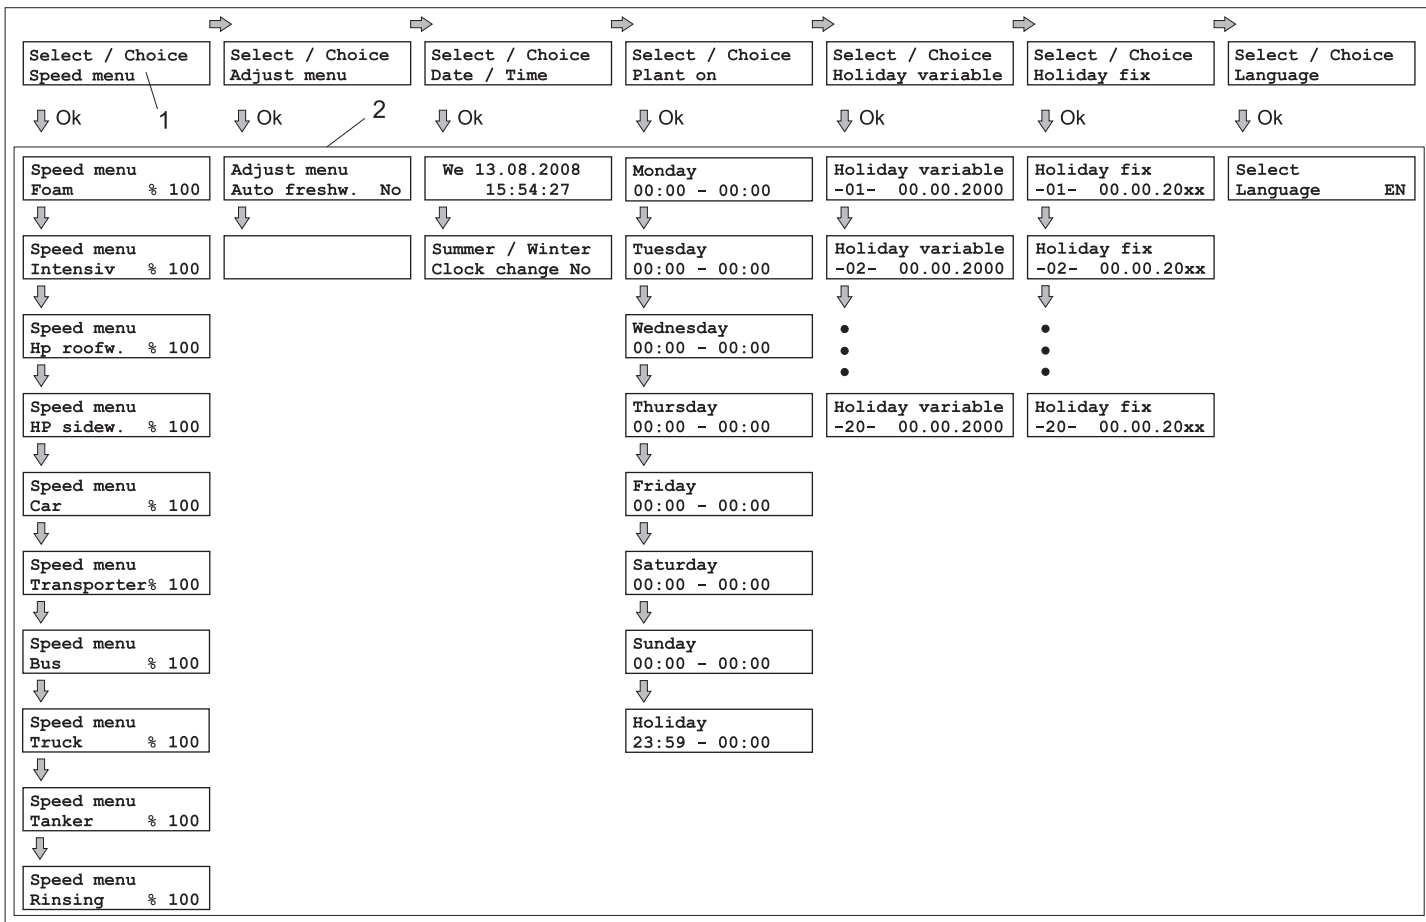 Select / Choice
Speed menu
Select / Choice
Adjust menu
Select / Choice
Date / Time
Select / Choice
Plant on
Select / Choice
Holiday variable
Select / Choice
Holiday fix
Select / Choice
Language
Ok
1
Ok
2
Ok
Ok
Ok
Ok
Ok
Speed menu
Foam % 100
Speed menu
Intensiv % 100
Speed menu
Hp roofw. % 100
Speed menu
HP sidew. % 100
Speed menu
Car % 100
Speed menu
Transporter% 100
Speed menu
Bus % 100
Speed menu
Truck % 100
Speed menu
Tanker % 100
Speed menu
Rinsing % 100
Adjust menu
Auto freshw. No
We 13.08.2008
15:54:27
Summer / Winter
Clock change No
Monday
00:00 - 00:00
Tuesday
00:00 - 00:00
Wednesday
00:00 - 00:00
Thursday
00:00 - 00:00
Friday
00:00 - 00:00
Saturday
00:00 - 00:00
Sunday
00:00 - 00:00
Holiday
23:59 - 00:00
Holiday variable
-01- 00.00.2000
Holiday variable
-02- 00.00.2000
Holiday variable
-20- 00.00.2000
Holiday fix
-01- 00.00.20xx
Holiday fix
-02- 00.00.20xx
Holiday fix
-20- 00.00.20xx
Select
Language EN